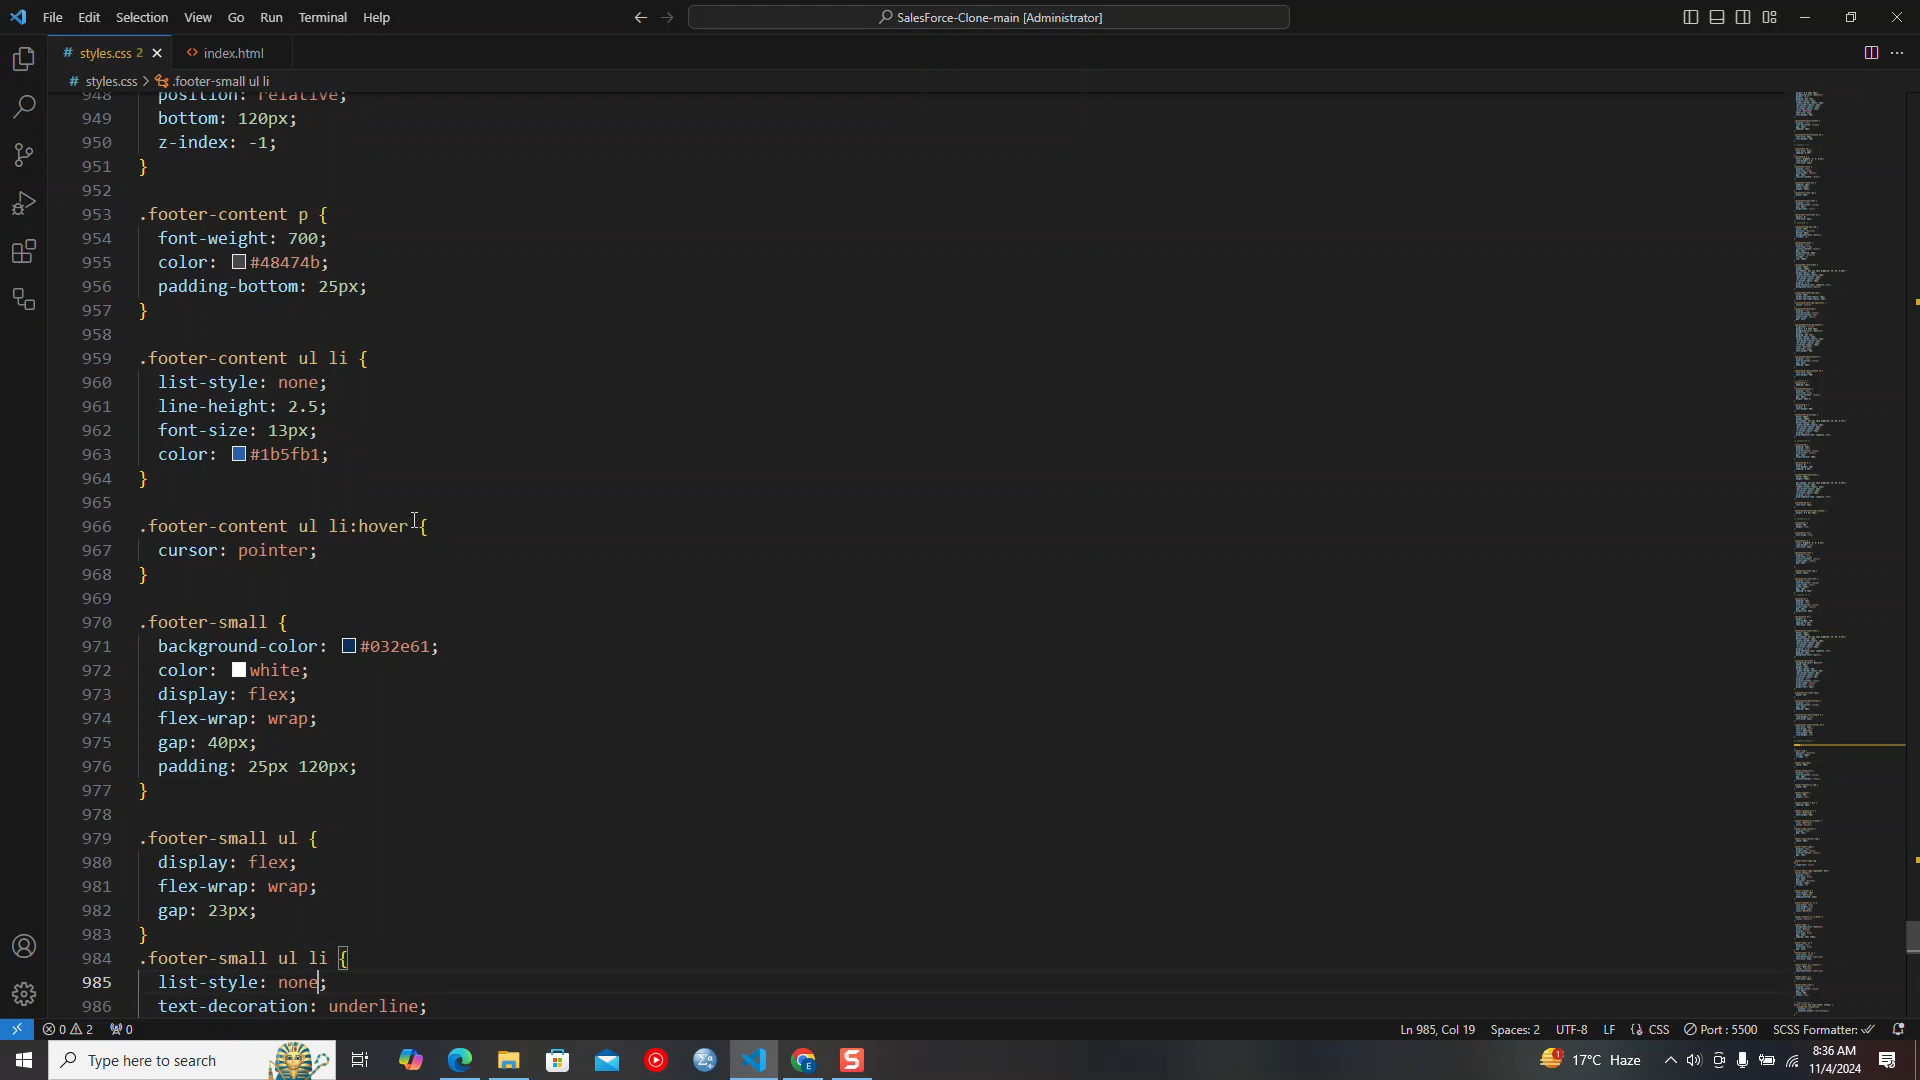 File Edit Selection View Go Run Terminal Help
SalesForce-Clone-main [Administrator]
# styles.css 2
<> index.html
# styles.css > .footer-small ul li
948 position: relative;
949 bottom: 120px;
950 z-index: -1;
951 }
952
953 .footer-content p {
954 font-weight: 700;
955 color: #48474b;
956 padding-bottom: 25px;
957 }
958
959 .footer-content ul li {
960 list-style: none;
961 line-height: 2.5;
962 font-size: 13px;
963 color: #1b5fb1;
964 }
965
966 .footer-content ul li:hover {
967 cursor: pointer;
968 }
969
970 .footer-small {
971 background-color: #032e61;
972 color: white;
973 display: flex;
974 flex-wrap: wrap;
975 gap: 40px;
976 padding: 25px 120px;
977 }
978
979 .footer-small ul {
980 display: flex;
981 flex-wrap: wrap;
982 gap: 23px;
983 }
984 .footer-small ul li {
985 list-style: none;
986 text-decoration: underline;
0 2 0 Ln 985, Col 19 Spaces: 2 UTF-8 LF {} CSS Port : 5500 SCSS Formatter:
Type here to search
1 17°C Haze
8:36 AM
11/4/2024